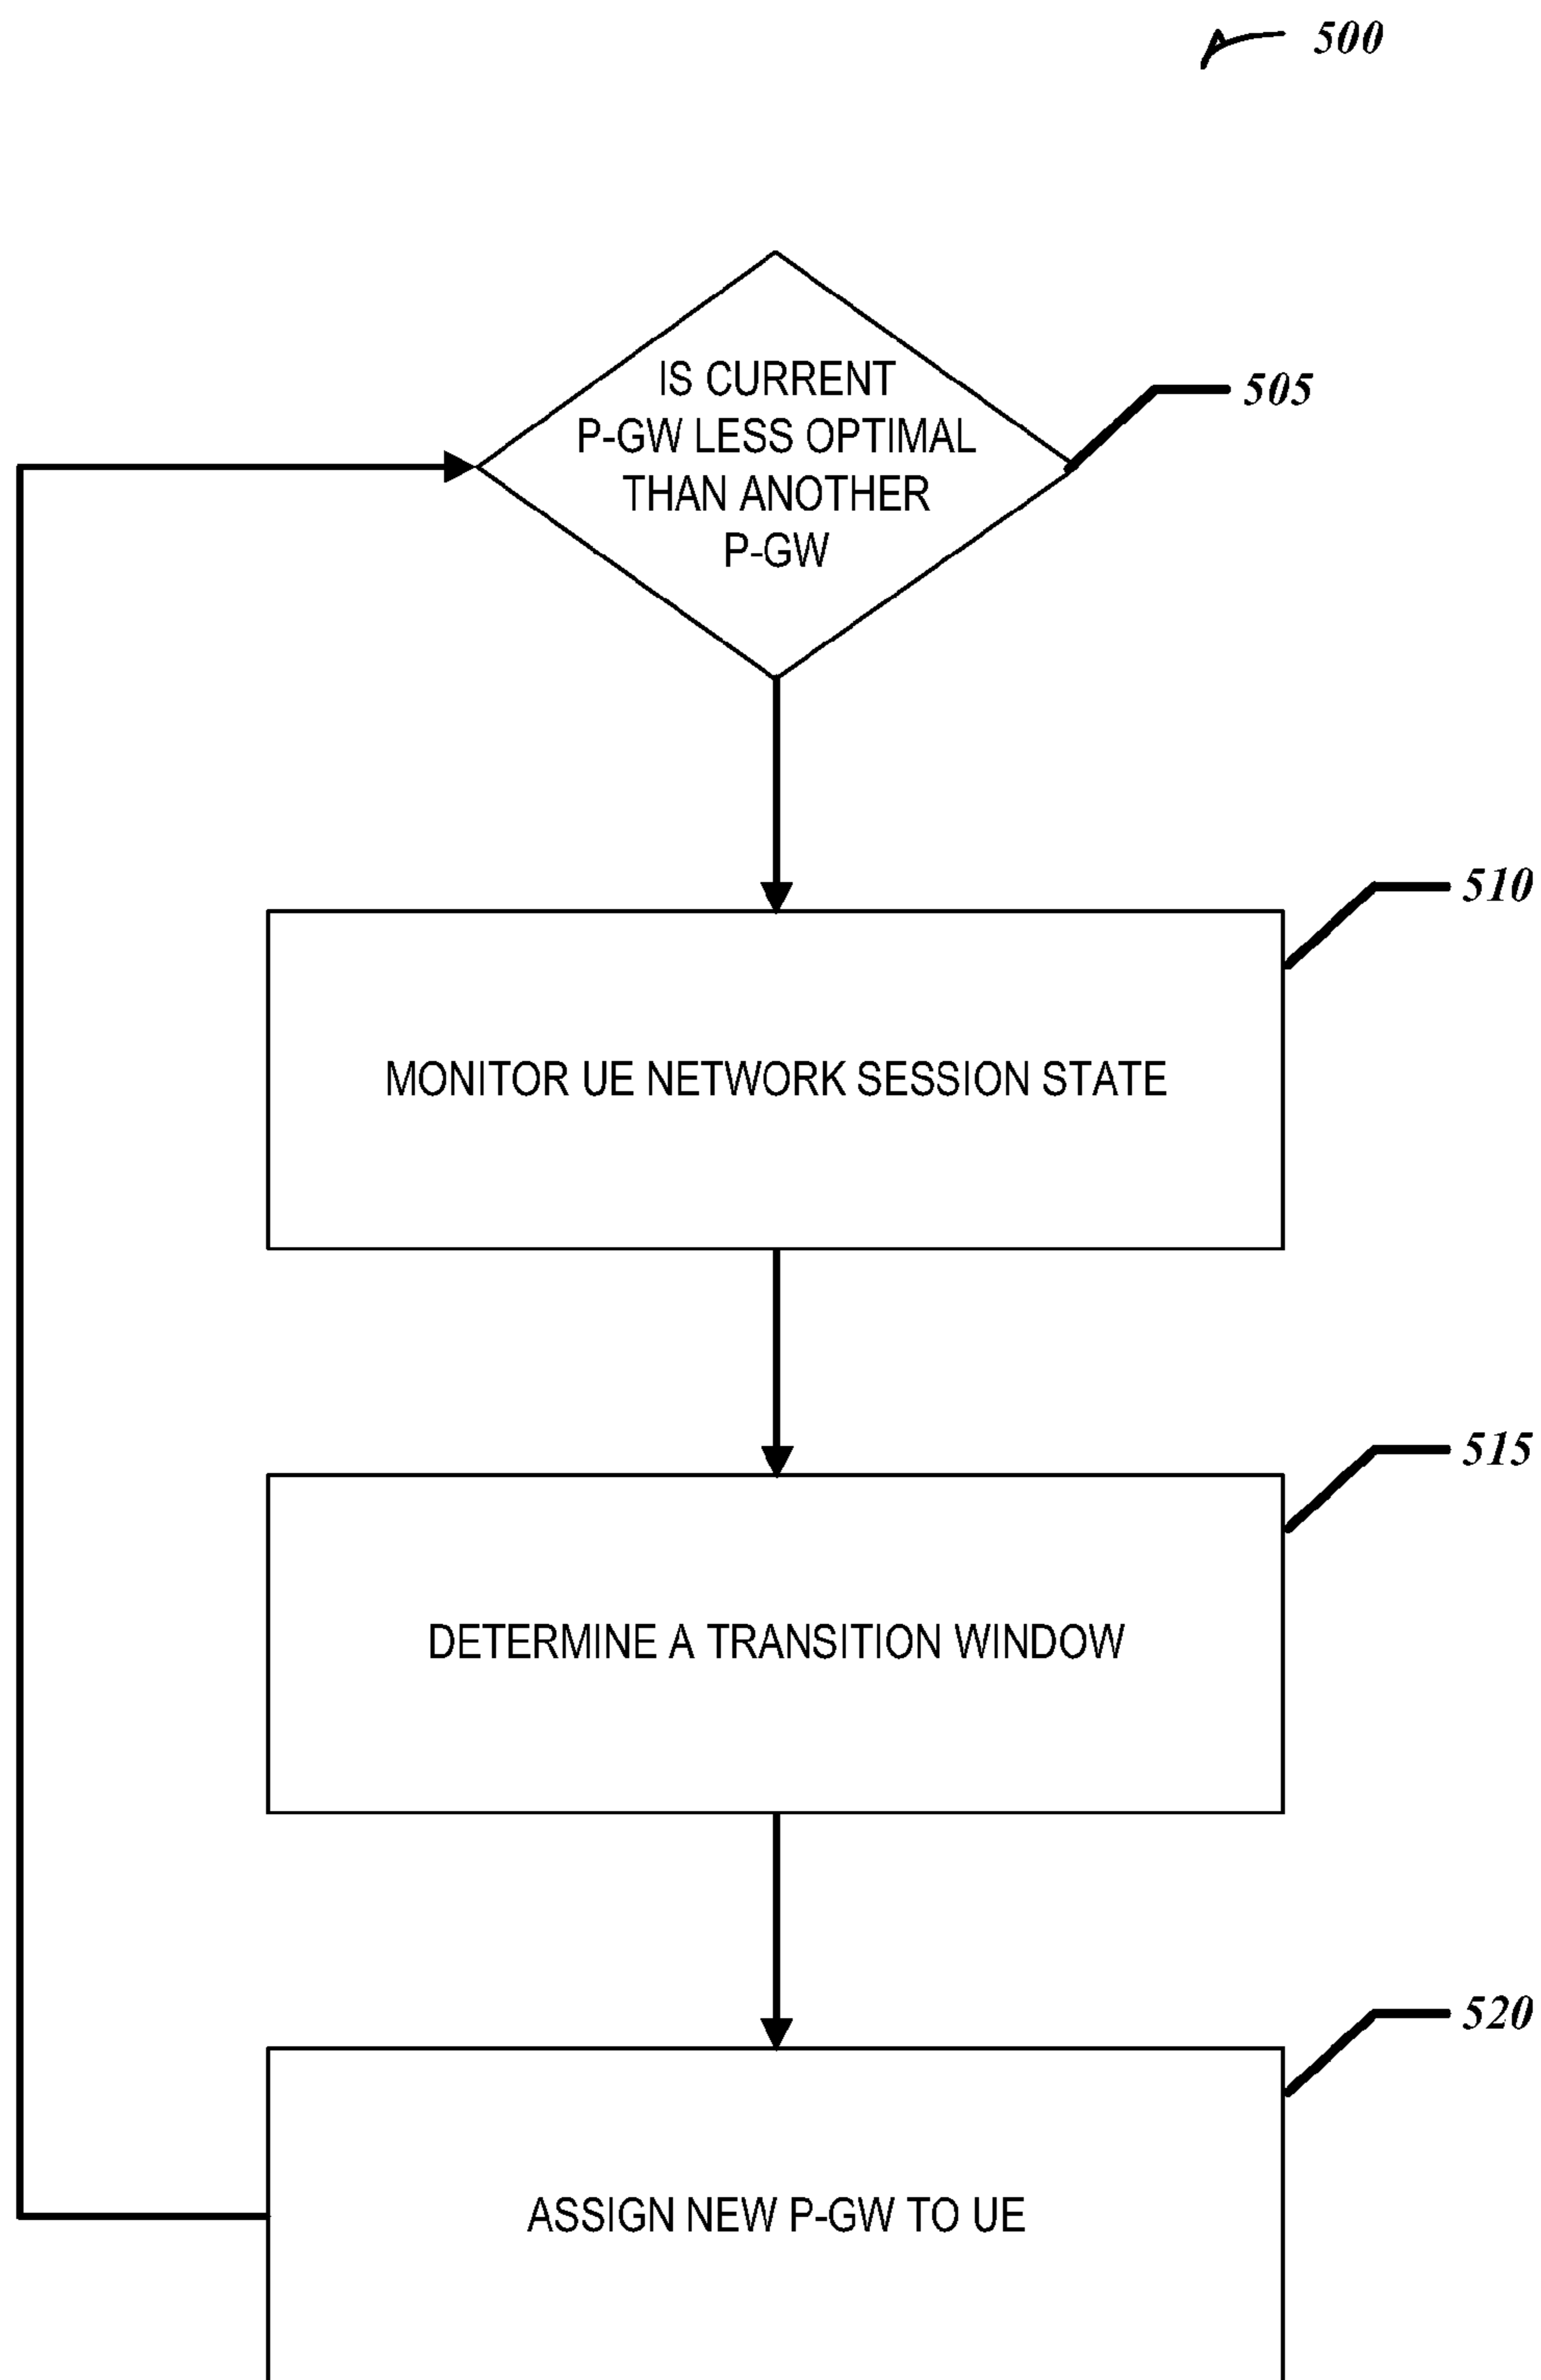 500
IS CURRENT
P-GW LESS OPTIMAL
THAN ANOTHER
P-GW
505
510
MONITOR UE NETWORK SESSION STATE
515
DETERMINE A TRANSITION WINDOW
520
ASSIGN NEW P-GW TO UE